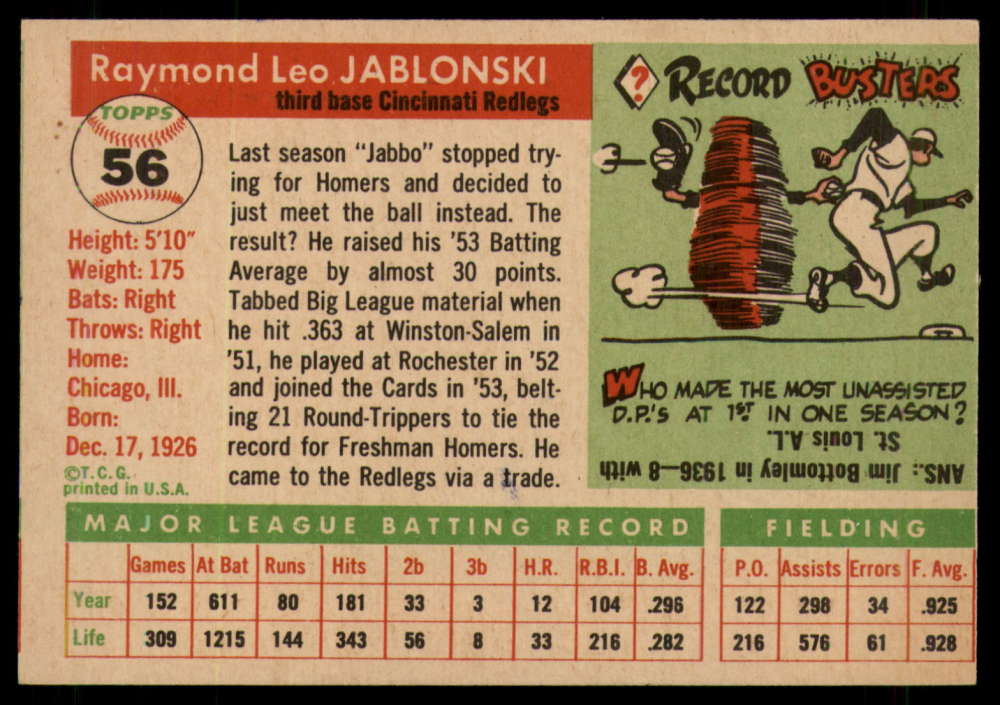 Raymond Leo JABLONSKI
third base Cincinnati Redlegs
TOPPS
56
Height: 5'10"
Weight: 175
Bats: Right
Throws: Right
Home:
Chicago, Ill.
Born:
Dec. 17, 1926
©T.C.G.
printed in U.S.A.
Last season "Jabbo" stopped try-
ing for Homers and decided to
just meet the ball instead. The
result? He raised his '53 Batting
Average by almost 30 points.
Tabbed Big League material when
he hit .363 at Winston-Salem in
'51, he played at Rochester in '52
and joined the Cards in '53, belt-
ing 21 Round-Trippers to tie the
record for Freshman Homers. He
came to the Redlegs via a trade.
? RECORD BUSTERS
WHO MADE THE MOST UNASSISTED
D.P.'S AT 1ST IN ONE SEASON?
ANS.: Jim Bottomley in 1936—8 with
St. Louis A.L.
MAJOR LEAGUE BATTING RECORD FIELDING
Games At Bat Runs Hits 2b 3b H.R. R.B.I. B. Avg. P.O. Assists Errors F. Avg.
Year 152 611 80 181 33 3 12 104 .296 122 298 34 .925
Life 309 1215 144 343 56 8 33 216 .282 216 576 61 .928